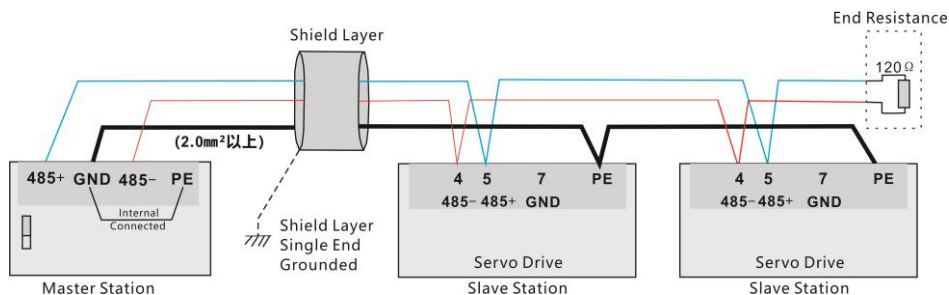 End Resistance
Shield Layer
120Ω
(2.0mm²以上)
485+ GND 485- PE
Internal
Connected
Shield Layer
Single End
Grounded
Master Station
4 5 7 PE
485- 485+ GND
Servo Drive
Slave Station
4 5 7 PE
485- 485+ GND
Servo Drive
Slave Station